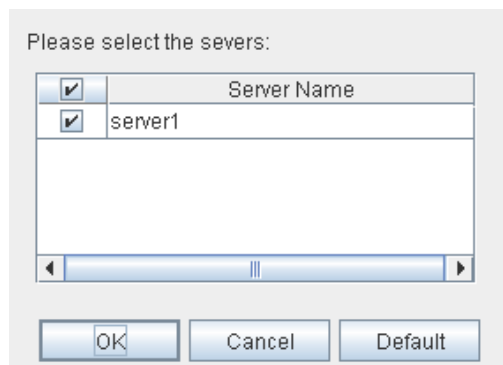 Please select the severs:
Server Name
server1
OK Cancel Default